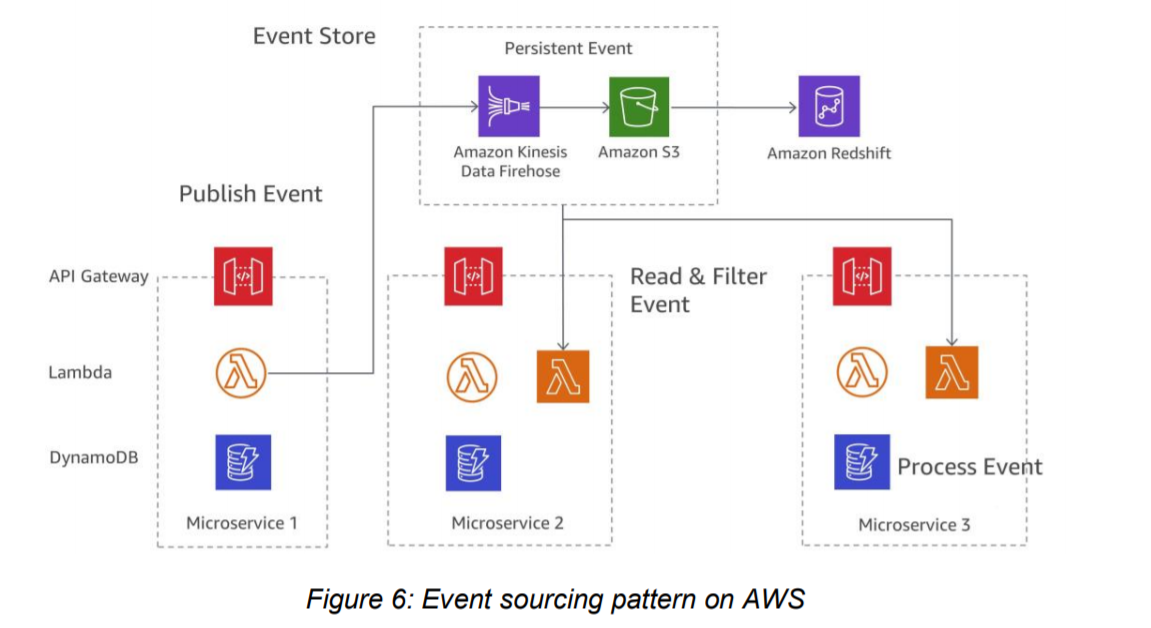 Event Store
Persistent Event
Amazon Kinesis
Data Firehose
Amazon S3
Amazon Redshift
Publish Event
API Gateway
Read & Filter
Event
Lambda
DynamoDB
Process Event
Microservice 1
Microservice 2
Microservice 3
Figure 6: Event sourcing pattern on AWS